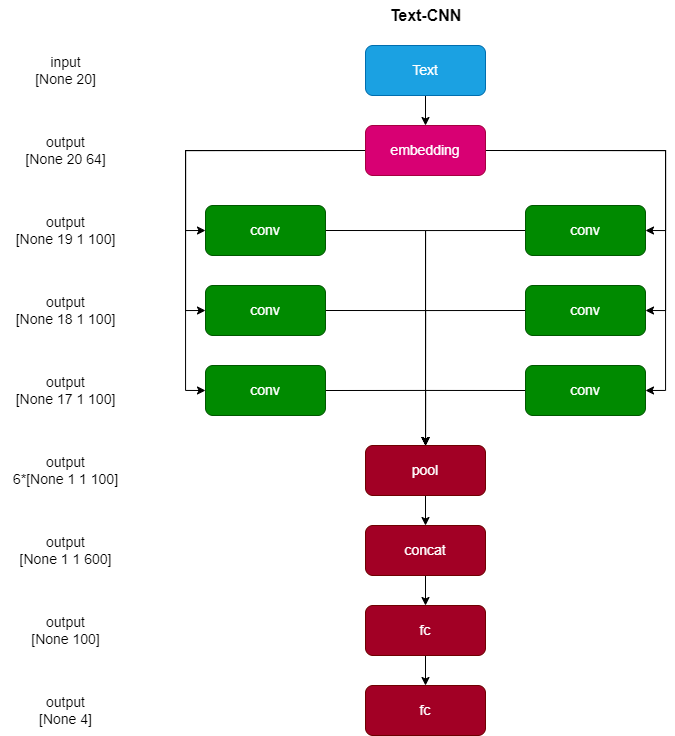 Text-CNN
input
[None 20]
Text
output
[None 20 64]
embedding
output
[None 19 1 100]
conv
conv
output
[None 18 1 100]
conv
conv
output
[None 17 1 100]
conv
conv
output
6*[None 1 1 100]
pool
output
[None 1 1 600]
concat
output
[None 100]
fc
output
[None 4]
fc